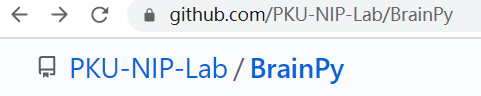 github.com/PKU-NIP-Lab/BrainPy
PKU-NIP-Lab / BrainPy